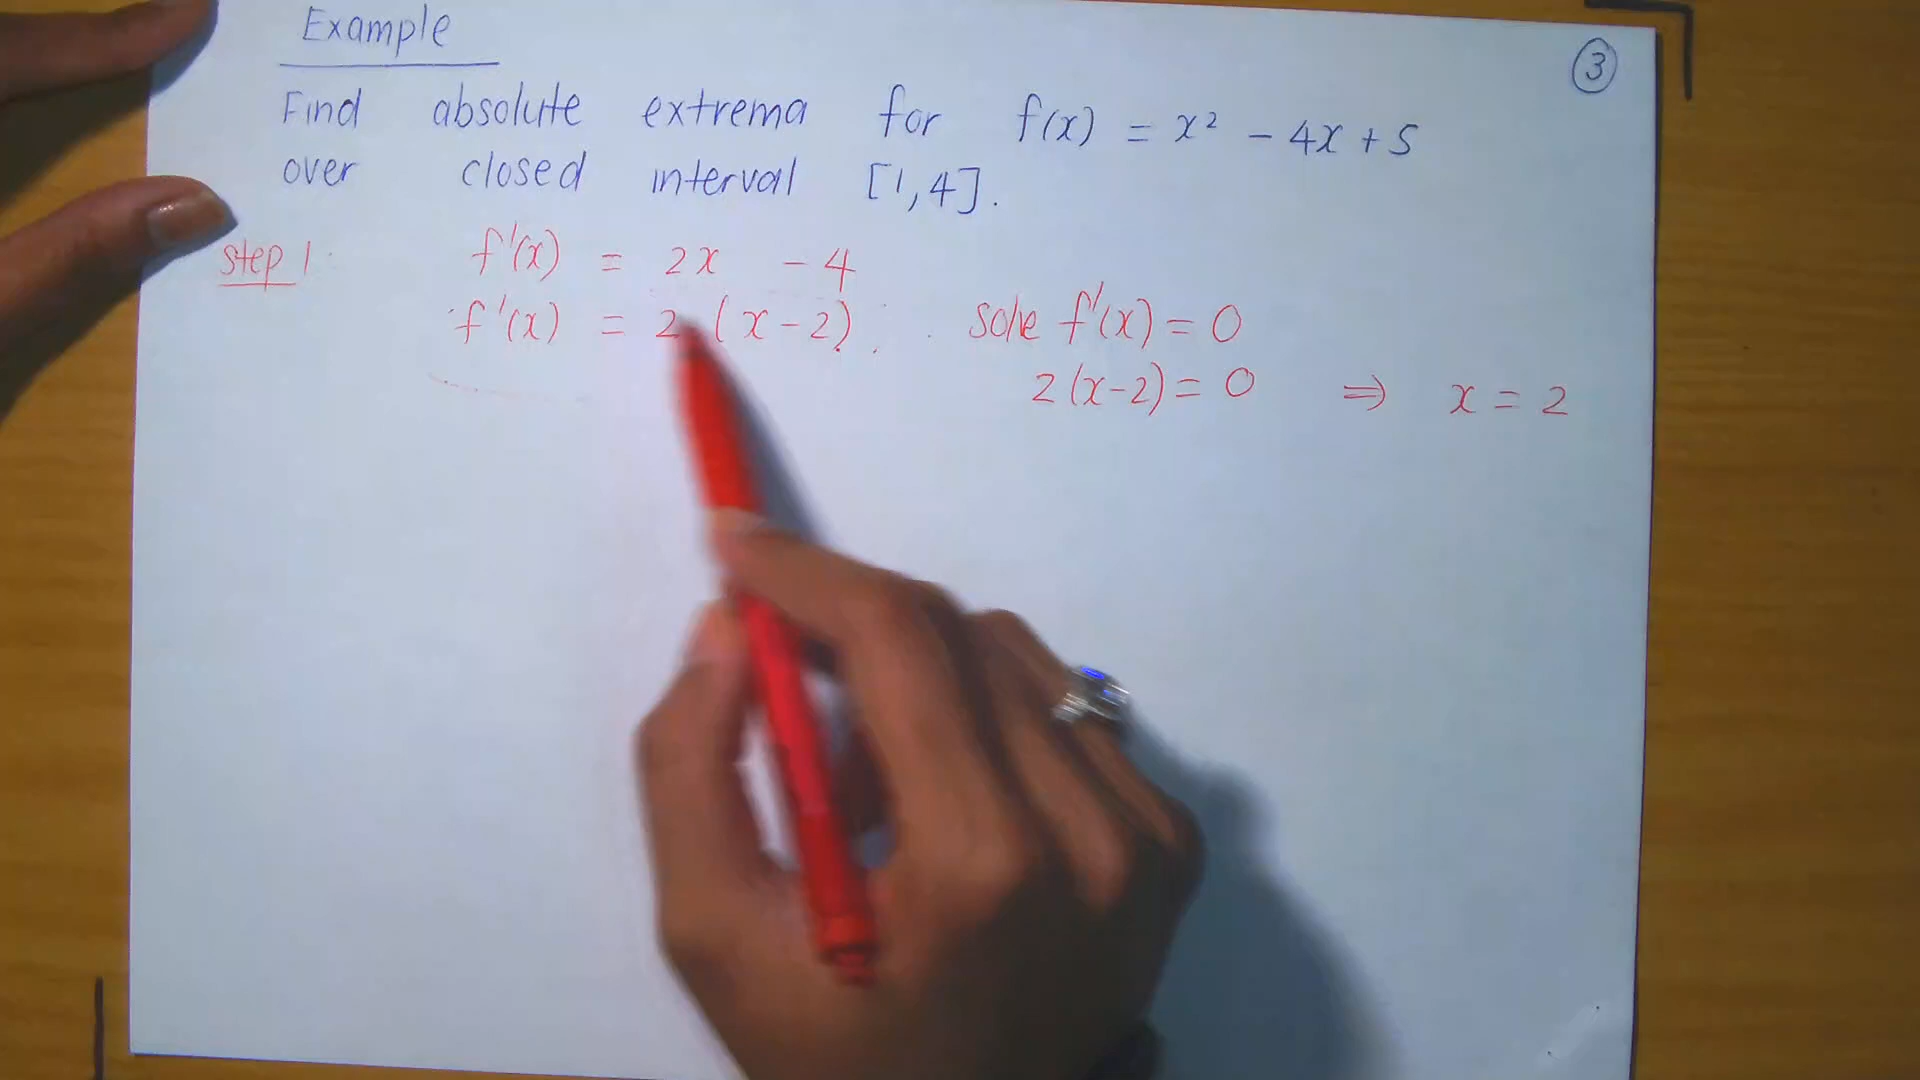 Example
③
Find absolute extrema for f(x) = x² - 4x + 5
over closed interval [1,4].
Step 1: f'(x) = 2x - 4
f'(x) = 2 (x-2) solve f'(x) = 0
2(x-2) = 0 ⇒ x = 2